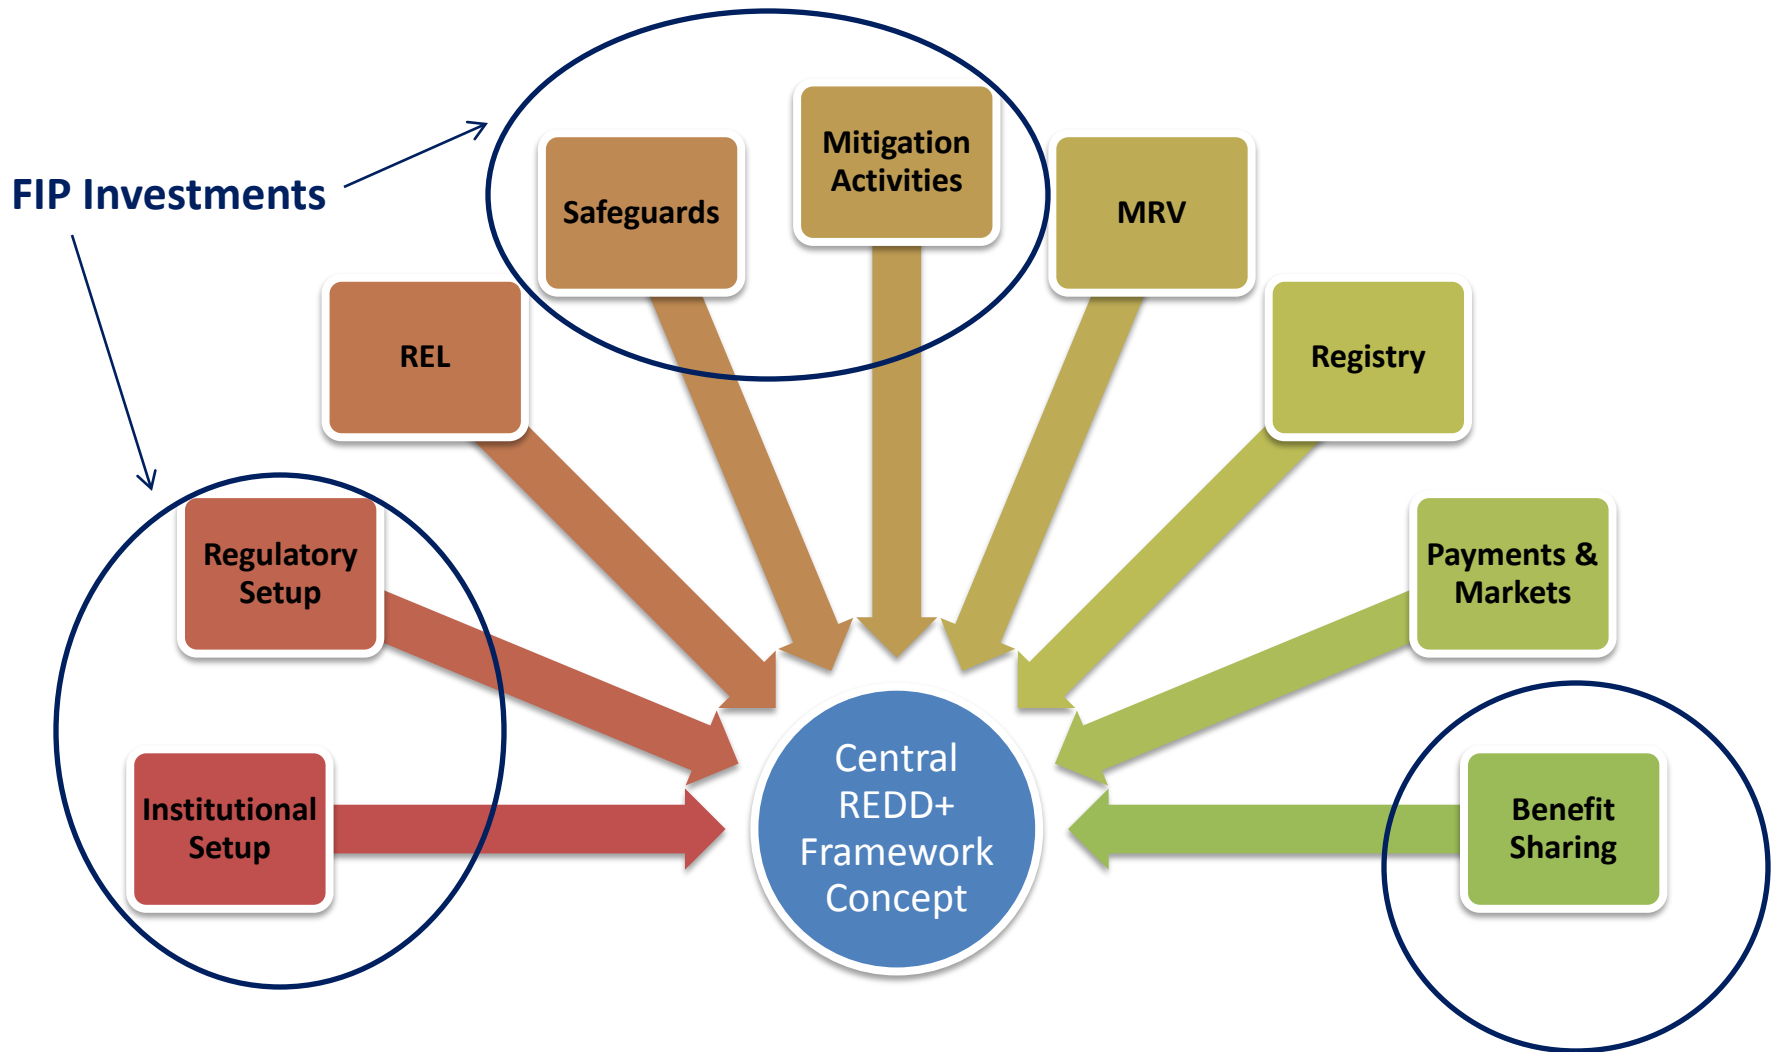 FIP Investments
Safeguards
Mitigation
Activities
MRV
REL
Registry
Regulatory
Setup
Payments &
Markets
Institutional
Setup
Central
REDD+
Framework
Concept
Benefit
Sharing